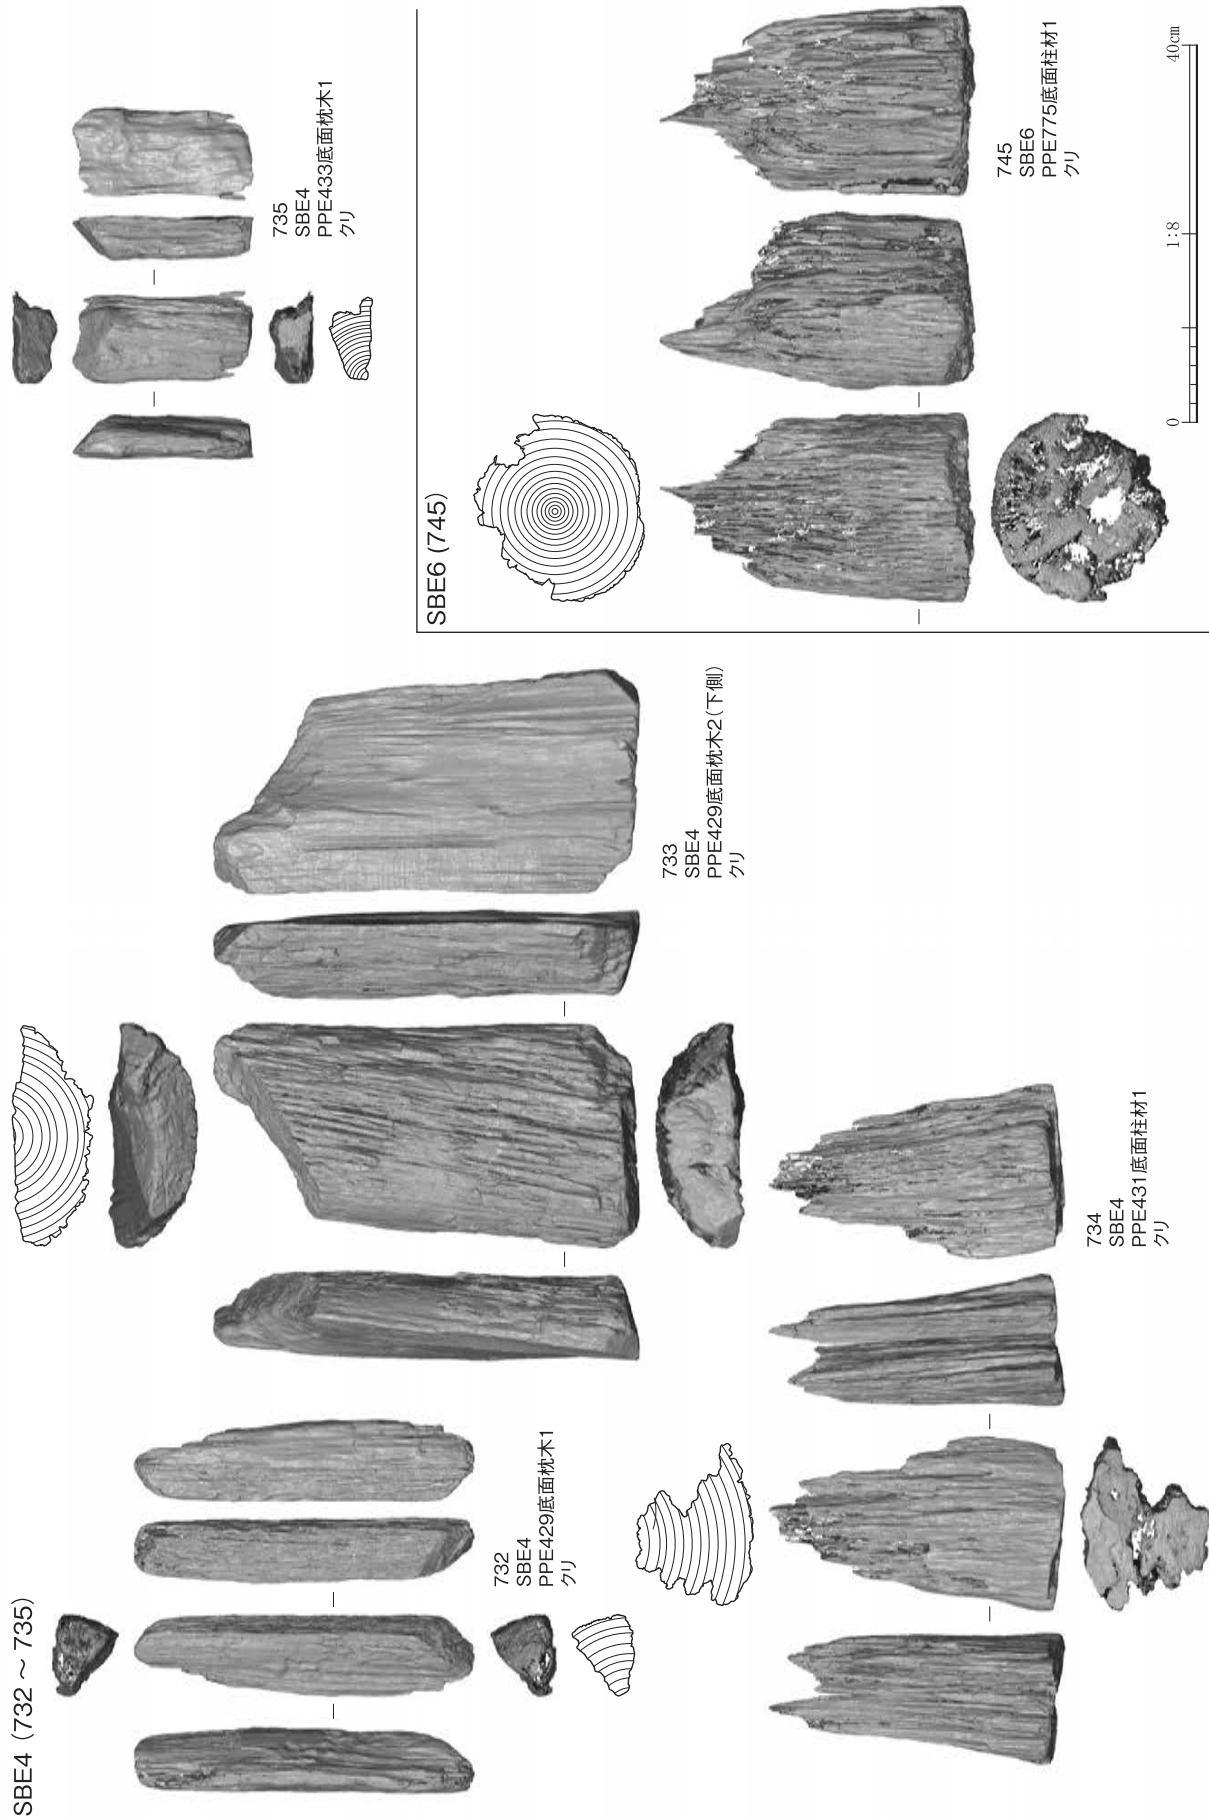 SBE4 (732 ～ 735)
732
SBE4
PPE429底面枕木1
クリ
733
SBE4
PPE429底面枕木2(下側)
クリ
734
SBE4
PPE431底面柱材1
クリ
735
SBE4
PPE433底面枕木1
クリ
SBE6 (745)
745
SBE6
PPE775底面柱材1
クリ
0 1:8 40cm